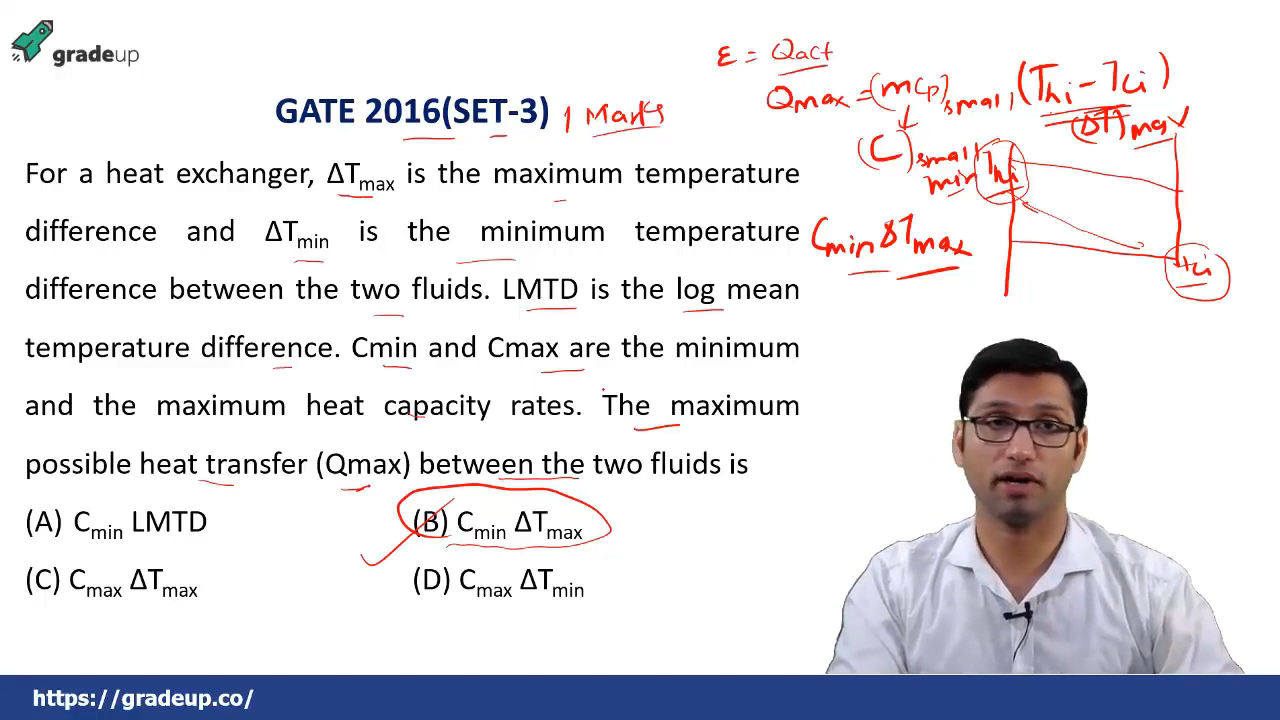 gradeup
ε = Qact
Qmax = (mCp)small (Thi - Tci)
(ΔT)max
(C)small
min
Thi
Cmin ΔTmax
Tci
GATE 2016(SET-3) 1 Marks
For a heat exchanger, ΔTmax is the maximum temperature
difference and ΔTmin is the minimum temperature
difference between the two fluids. LMTD is the log mean
temperature difference. Cmin and Cmax are the minimum
and the maximum heat capacity rates. The maximum
possible heat transfer (Qmax) between the two fluids is
(A) Cmin LMTD (B) Cmin ΔTmax
(C) Cmax ΔTmax (D) Cmax ΔTmin
https://gradeup.co/